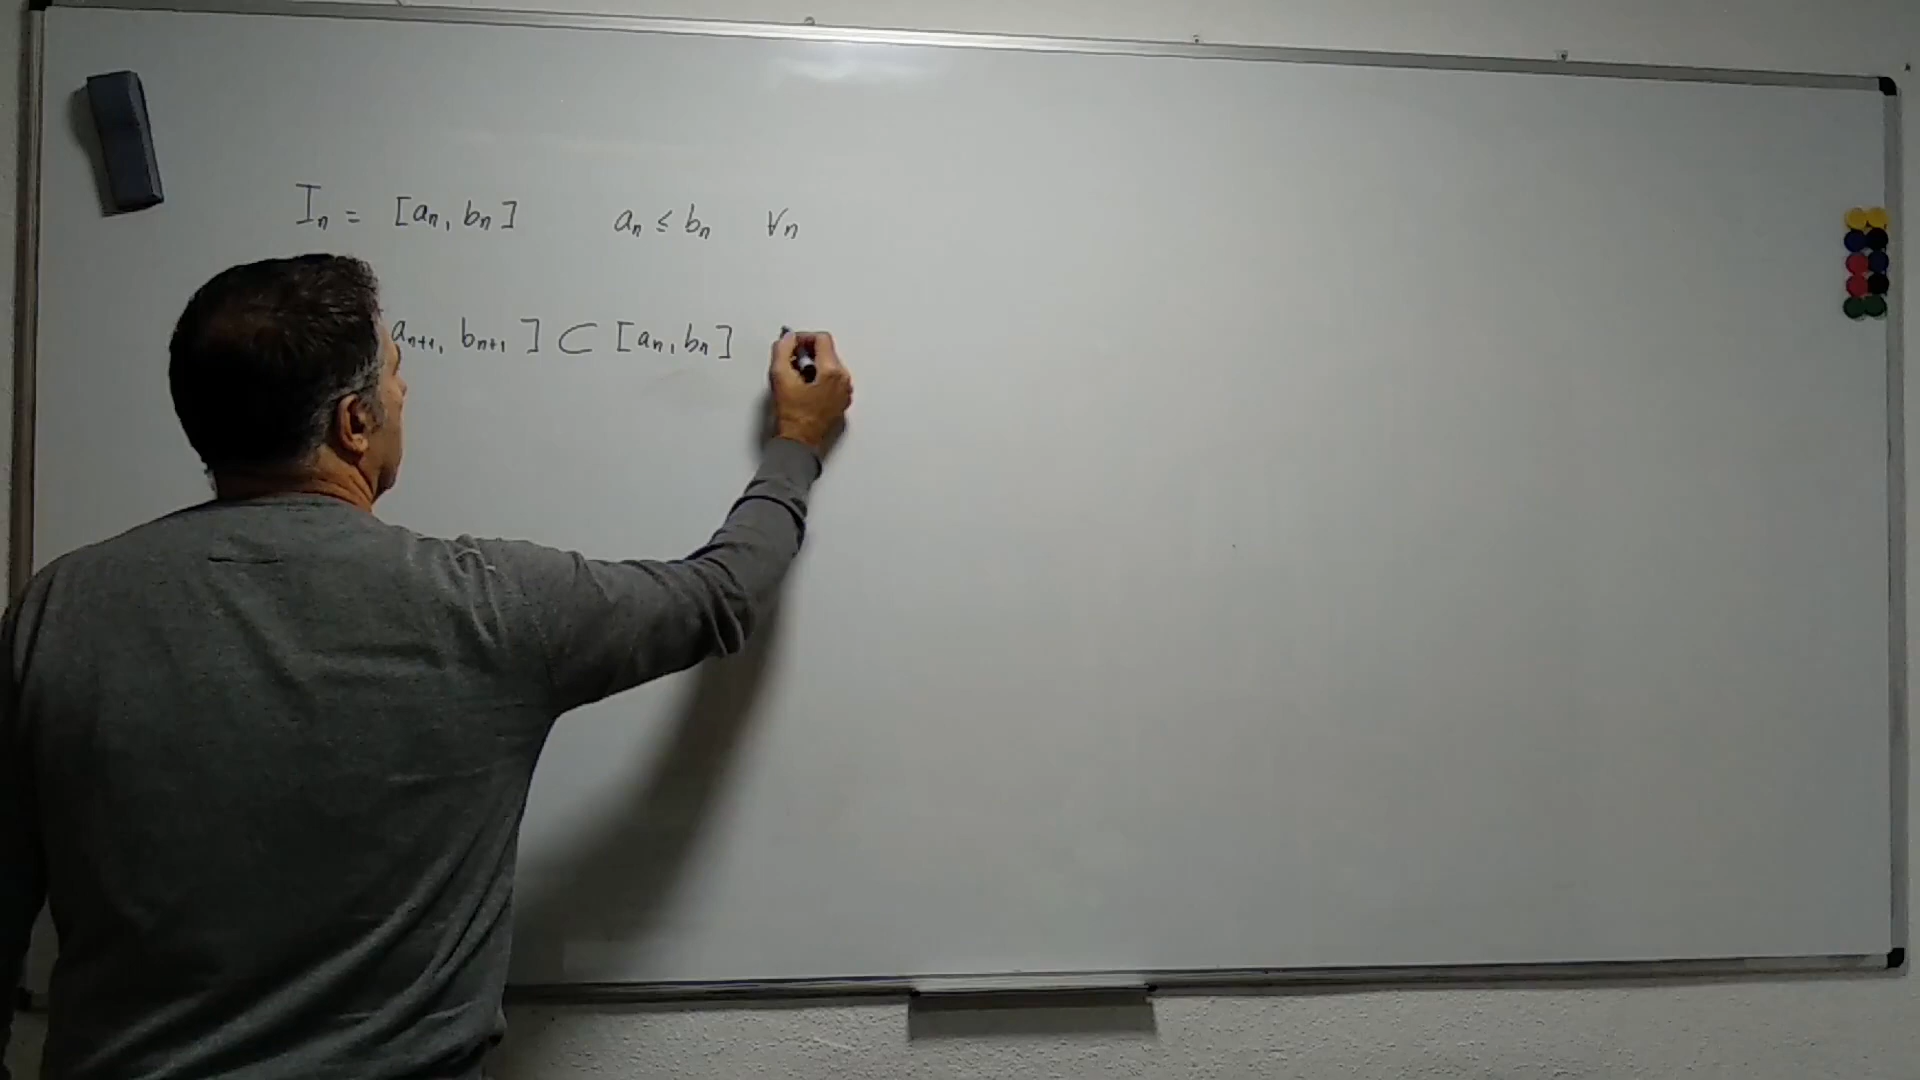 Iₙ = [aₙ, bₙ] aₙ ≤ bₙ ∀n
aₙ₊₁, bₙ₊₁ ] ⊂ [aₙ, bₙ]